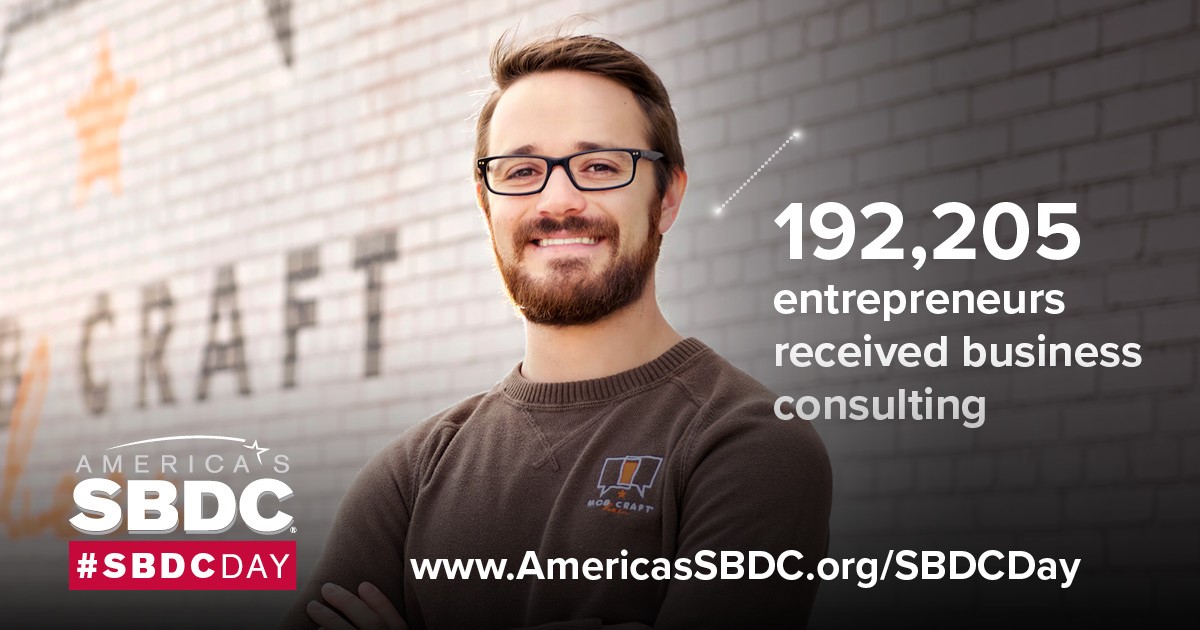 CRAFT
192,205
entrepreneurs
received business
consulting
MOB CRAFT
AMERICA'S
SBDC®
#SBDCDAY
www.AmericasSBDC.org/SBDCDay